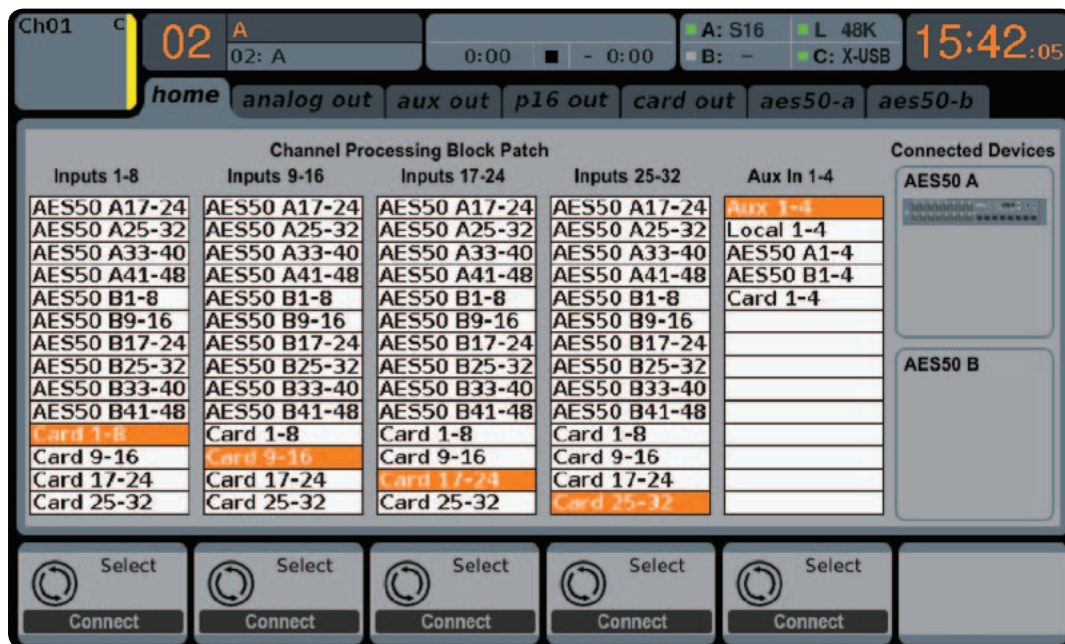 Ch01 C
02
A
02: A
0:00 - 0:00
A: S16 L 48K
B: - C: X-USB
15:42:05
home analog out aux out p16 out card out aes50-a aes50-b
Channel Processing Block Patch
Connected Devices
Inputs 1-8 Inputs 9-16 Inputs 17-24 Inputs 25-32 Aux In 1-4
AES50 A
AES50 A17-24 AES50 A17-24 AES50 A17-24 AES50 A17-24 Aux 1-4
AES50 A25-32 AES50 A25-32 AES50 A25-32 AES50 A25-32 Local 1-4
AES50 A33-40 AES50 A33-40 AES50 A33-40 AES50 A33-40 AES50 A1-4
AES50 A41-48 AES50 A41-48 AES50 A41-48 AES50 A41-48 AES50 B1-4
AES50 B1-8 AES50 B1-8 AES50 B1-8 AES50 B1-8 Card 1-4
AES50 B9-16 AES50 B9-16 AES50 B9-16 AES50 B9-16
AES50 B17-24 AES50 B17-24 AES50 B17-24 AES50 B17-24
AES50 B25-32 AES50 B25-32 AES50 B25-32 AES50 B25-32
AES50 B
AES50 B33-40 AES50 B33-40 AES50 B33-40 AES50 B33-40
AES50 B41-48 AES50 B41-48 AES50 B41-48 AES50 B41-48
Card 1-8 Card 1-8 Card 1-8 Card 1-8
Card 9-16 Card 9-16 Card 9-16 Card 9-16
Card 17-24 Card 17-24 Card 17-24 Card 17-24
Card 25-32 Card 25-32 Card 25-32 Card 25-32
Select Select Select Select Select
Connect Connect Connect Connect Connect